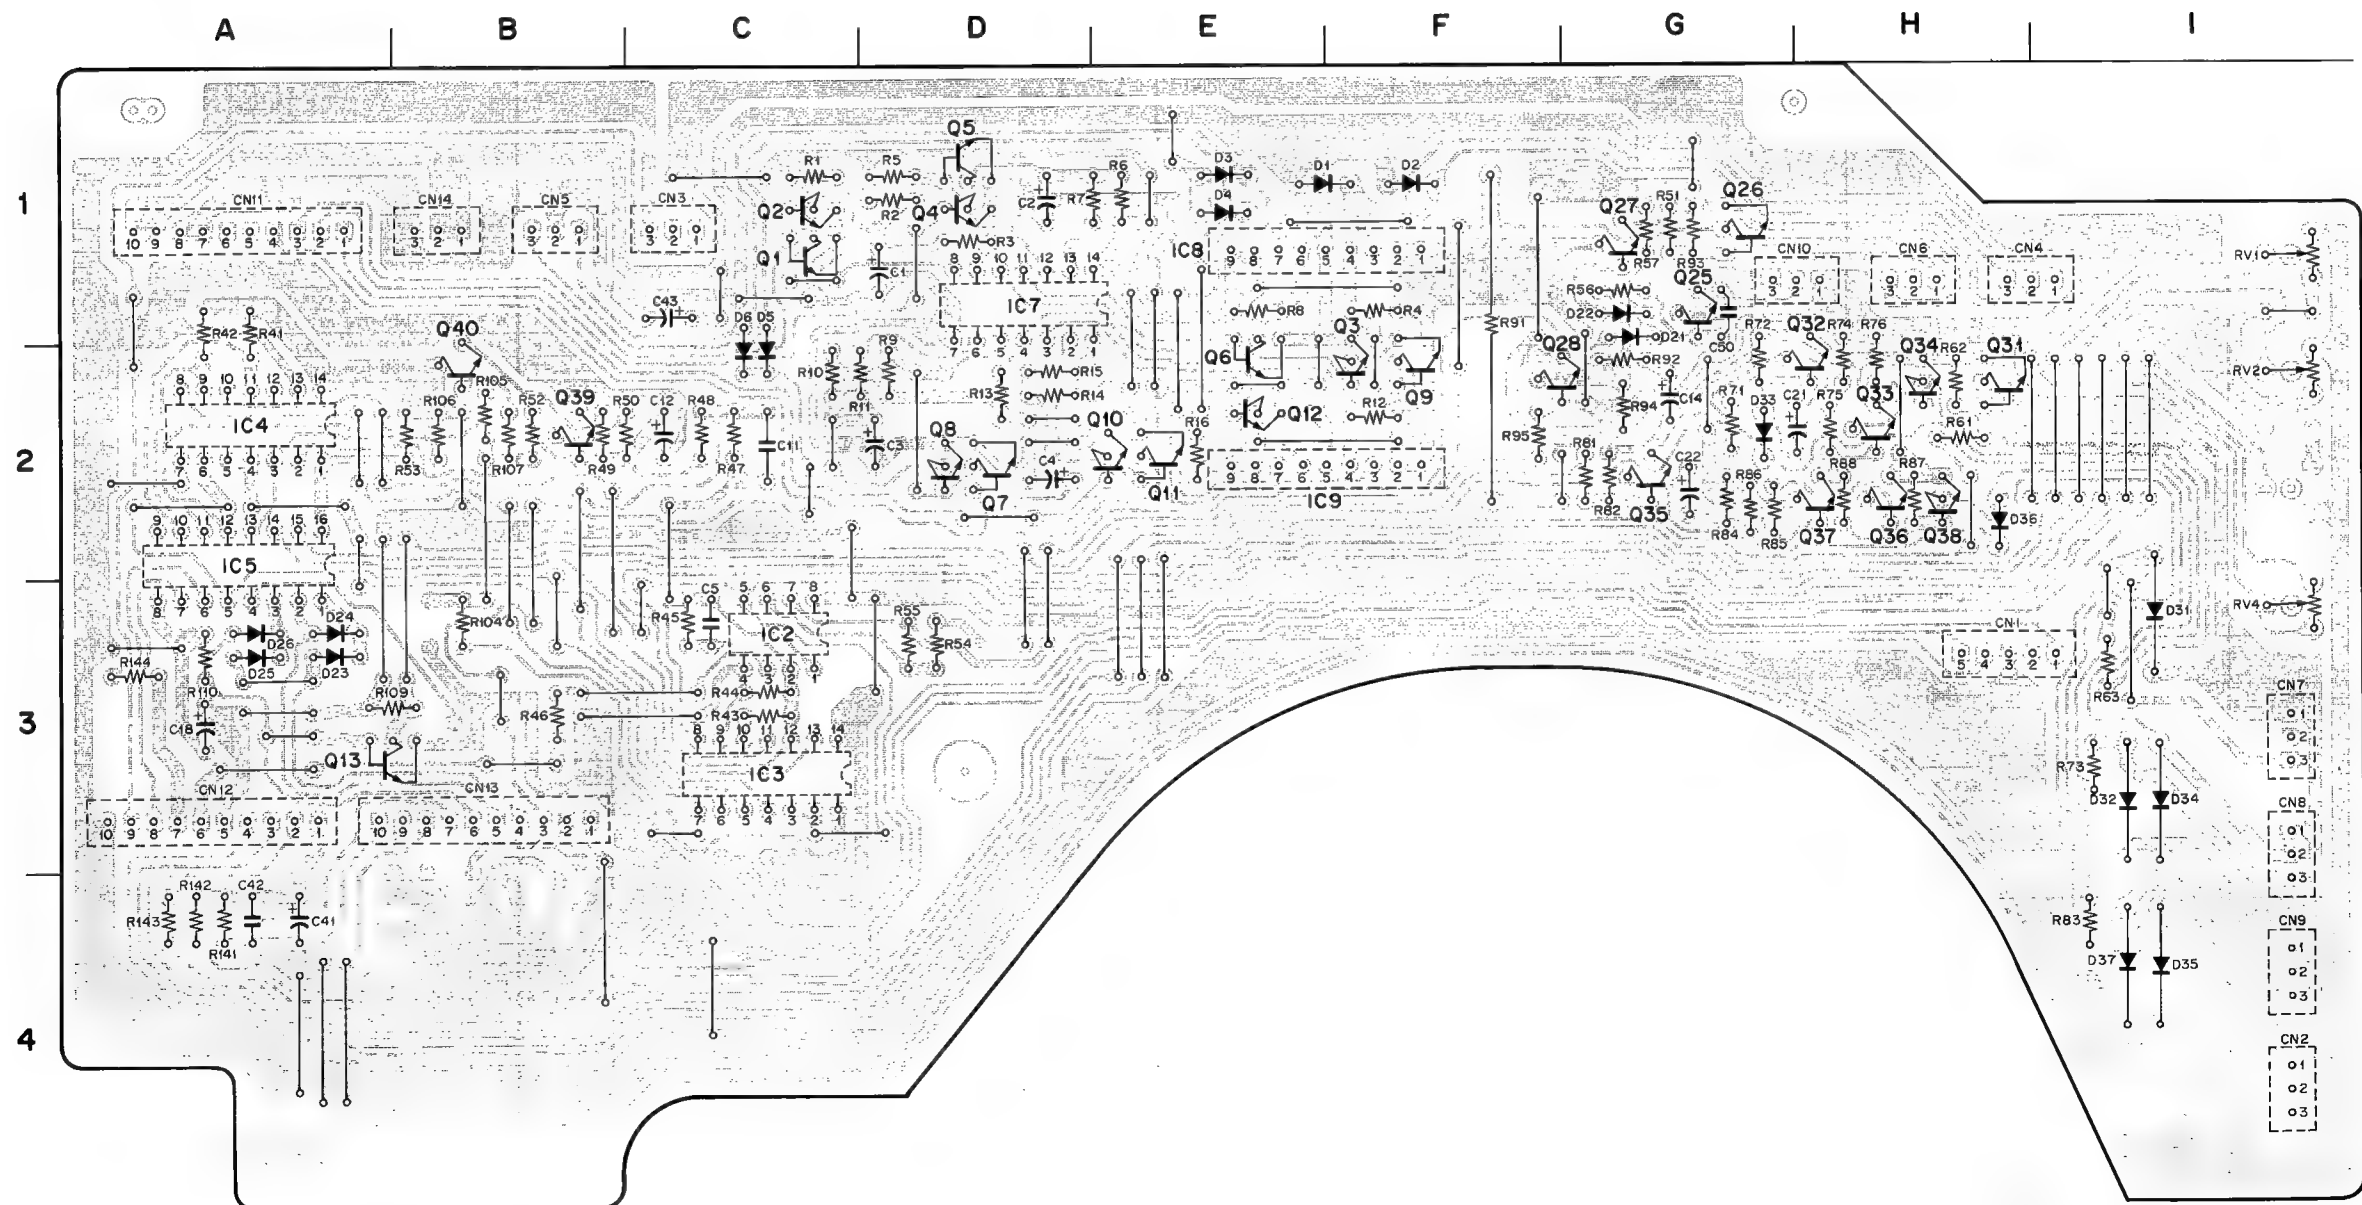 A B C D E F G H I
1
2
3
4
Q5
R1 R5 R6 D3 D1 D2
CN11 CN14 CN5 CN3 Q2 R2 Q4 C2 R7 D4 Q27 R51 Q26
10 9 8 7 6 5 4 3 2 1
3 2 1
3 2 1
3 2 1
Q1 R3 IC8 R57 R93 CN10 CN6 CN4 RV1
9 8 7 6 5 4 3 2 1
C1
8 9 10 11 12 13 14
3 2 1
3 2 1
3 2 1
C43 IC7 R8 R4 R56 Q25
R42 R41 Q40 D6 D5 Q3 R91 D22 D21 C50 R72 Q32 R74 R76
7 6 5 4 3 2 1
R10 R9 Q6 Q28 R92 Q34 R62 Q31 RV2
8 9 10 11 12 13 14
R105 R15 R14 R13 R11 Q9 R94 C14 R71
R106 R52 Q39 R50 C12 R48 Q10 Q12 R12 D33 C21 R75 Q33
IC4
C11 C3 Q8 R16 R95 R81 R61
7 6 5 4 3 2 1
R53 R107 R49 R47 C4 Q11 C22 R86 R88 R87
9 8 7 6 5 4 3 2 1
Q7 IC9 R82 Q35 R84 R85 Q37 Q36 Q38 D36
9 10 11 12 13 14 15 16
IC5
8 7 6 5 4 3 2 1
C5
5 6 7 8
D24 R104 R45 IC2 R55 R54 D31 RV4
D26 CN1
R144 D25 D23
4 3 2 1
5 4 3 2 1
R110 R109 R44 R63 CN7
C18 R46 R43
1
2
3
8 9 10 11 12 13 14
Q13 IC3 R73
CN12 CN13 D32 D34 CN8
10 9 8 7 6 5 4 3 2 1
10 9 8 7 6 5 4 3 2 1
7 6 5 4 3 2 1
1
2
3
R142 C42
R143 C41 R83 CN9
R141
1
2
3
D37 D35
CN2
1
2
3